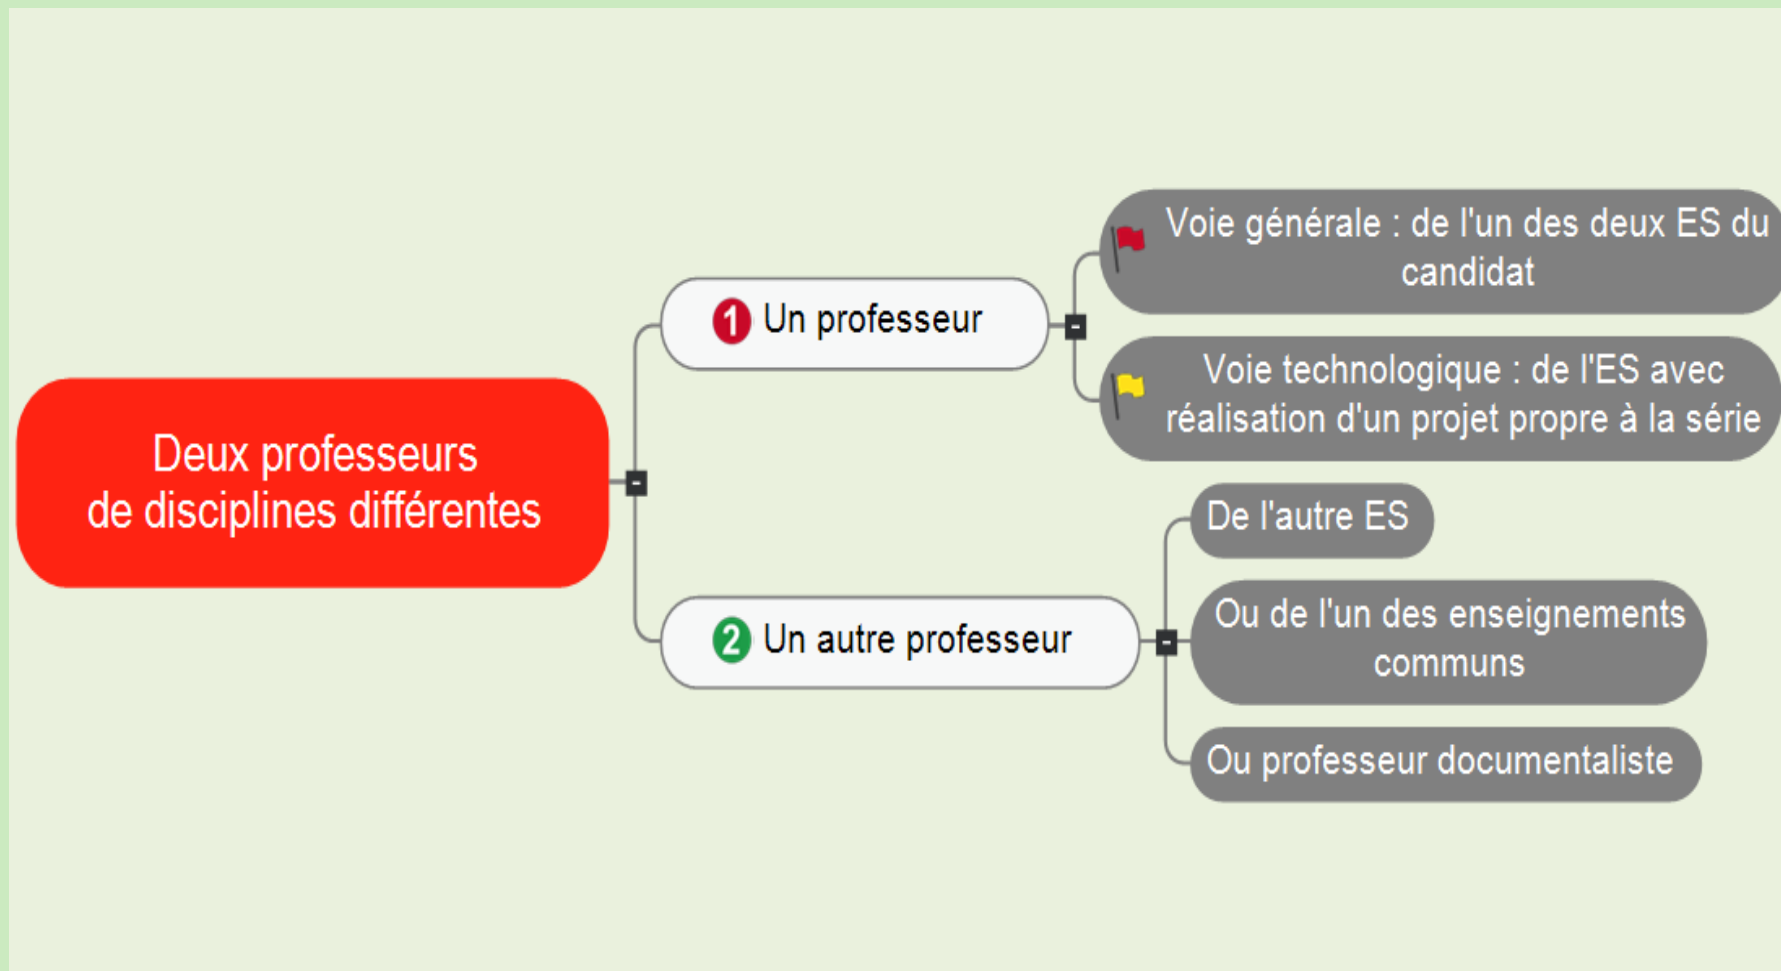 Deux professeurs
de disciplines différentes
1 Un professeur
Voie générale : de l'un des deux ES du
candidat
Voie technologique : de l'ES avec
réalisation d'un projet propre à la série
2 Un autre professeur
De l'autre ES
Ou de l'un des enseignements
communs
Ou professeur documentaliste